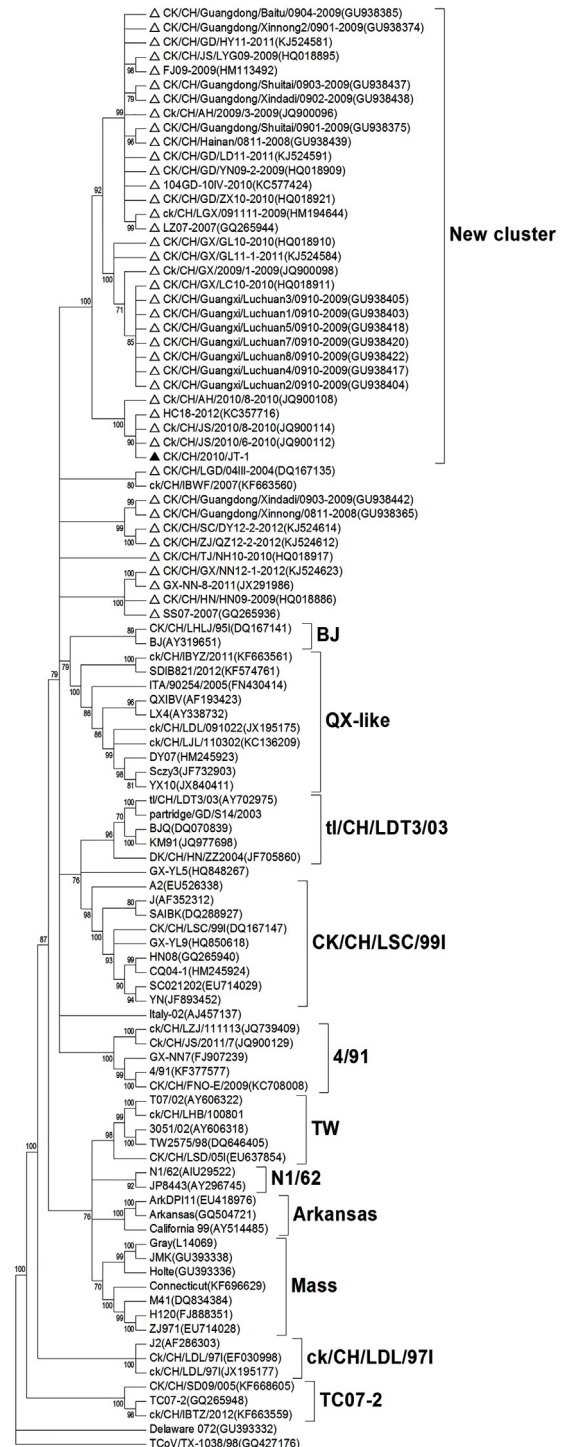 CK/CH/Guangdong/Baitu/0904-2009(GU938385)
CK/CH/Guangdong/Xinnong2/0901-2009(GU938374)
CK/CH/GD/HY11-2011(KJ524581)
CK/CH/JS/LYG09-2009(HQ018895)
98
FJ09-2009(HM113492)
CK/CH/Guangdong/Shuitai/0903-2009(GU938437)
79
CK/CH/Guangdong/Xindadi/0902-2009(GU938438)
99
Ck/CH/AH/2009/3-2009(JQ900096)
CK/CH/Guangdong/Shuitai/0901-2009(GU938375)
96
CK/CH/Hainan/0811-2008(GU938439)
CK/CH/GD/LD11-2011(KJ524591)
CK/CH/GD/YN09-2-2009(HQ018909)
92
104GD-10IV-2010(KC577424)
CK/CH/GD/ZX10-2010(HQ018921)
ck/CH/LGX/091111-2009(HM194644)
99
LZ07-2007(GQ265944)
New cluster
CK/CH/GX/GL10-2010(HQ018910)
CK/CH/GX/GL11-1-2011(KJ524584)
100
Ck/CH/GX/2009/1-2009(JQ900098)
CK/CH/GX/LC10-2010(HQ018911)
CK/CH/Guangxi/Luchuan3/0910-2009(GU938405)
100
71
CK/CH/Guangxi/Luchuan1/0910-2009(GU938403)
CK/CH/Guangxi/Luchuan5/0910-2009(GU938418)
85
CK/CH/Guangxi/Luchuan7/0910-2009(GU938420)
CK/CH/Guangxi/Luchuan8/0910-2009(GU938422)
CK/CH/Guangxi/Luchuan4/0910-2009(GU938417)
CK/CH/Guangxi/Luchuan2/0910-2009(GU938404)
Ck/CH/AH/2010/8-2010(JQ900108)
HC18-2012(KC357716)
100
Ck/CH/JS/2010/8-2010(JQ900114)
90
Ck/CH/JS/2010/6-2010(JQ900112)
CK/CH/2010/JT-1
CK/CH/LGD/04III-2004(DQ167135)
80
ck/CH/IBWF/2007(KF663560)
99
CK/CH/Guangdong/Xindadi/0903-2009(GU938442)
CK/CH/Guangdong/Xinnong/0811-2008(GU938365)
99
CK/CH/SC/DY12-2-2012(KJ524614)
100
CK/CH/ZJ/QZ12-2-2012(KJ524612)
CK/CH/TJ/NH10-2010(HQ018917)
CK/CH/GX/NN12-1-2012(KJ524623)
GX-NN-8-2011(JX291986)
100
CK/CH/HN/HN09-2009(HQ018886)
SS07-2007(GQ265936)
89
CK/CH/LHLJ/95I(DQ167141)
BJ(AY319651)
BJ
79
79
100
ck/CH/IBYZ/2011(KF663561)
SDIB821/2012(KF574761)
100
ITA/90254/2005(FN430414)
86
96
QXIBV(AF193423)
LX4(AY338732)
QX-like
86
ck/CH/LDL/091022(JX195175)
ck/CH/LJL/110302(KC136209)
99
DY07(HM245923)
98
Sczy3(JF732903)
81
YX10(JX840411)
100
tl/CH/LDT3/03(AY702975)
70
partridge/GD/S14/2003
tl/CH/LDT3/03
96
BJQ(DQ070839)
100
KM91(JQ977698)
DK/CH/HN/ZZ2004(JF705860)
76
GX-YL5(HQ848267)
A2(EU526338)
98
80
J(AF352312)
SAIBK(DQ288927)
100
CK/CH/LSC/99I(DQ167147)
CK/CH/LSC/99I
GX-YL9(HQ850618)
93
99
HN08(GQ265940)
CQ04-1(HM245924)
90
SC021202(EU714029)
94
YN(JF893452)
87
Italy-02(AJ457137)
100
ck/CH/LZJ/111113(JQ739409)
Ck/CH/JS/2011/7(JQ900129)
100
GX-NN7(FJ907239)
4/91
99
4/91(KF377577)
100
CK/CH/FNO-E/2009(KC708008)
100
T07/02(AY606322)
ck/CH/LHB/100801
98
3051/02(AY606318)
TW
100
TW2575/98(DQ646405)
CK/CH/LSD/05I(EU637854)
100
N1/62(AIU29522)
N1/62
92
JP8443(AY296745)
100
ArkDPI11(EU418976)
100
Arkansas(GQ504721)
Arkansas
76
California 99(AY514485)
Gray(L14069)
99
JMK(GU393338)
100
Holte(GU393336)
70
Connecticut(KF696629)
Mass
M41(DQ834384)
100
H120(FJ888351)
99
ZJ971(EU714028)
100
J2(AF286303)
100
Ck/CH/LDL/97I(EF030998)
ck/CH/LDL/97I
ck/CH/LDL/97I(JX195177)
100
CK/CH/SD09/005(KF668605)
100
TC07-2(GQ265948)
TC07-2
98
ck/CH/IBTZ/2012(KF663559)
Delaware 072(GU393332)
TCoV/TX-1038/98(GQ427176)